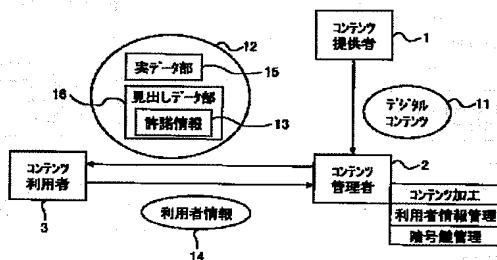 12
実データ部
15
16
見出しデータ部
許諾情報
13
コンテンツ
提供者
1
デジタル
コンテンツ
11
コンテンツ
利用者
3
利用者情報
14
コンテンツ
管理者
2
コンテンツ加工
利用者情報管理
暗号鍵管理